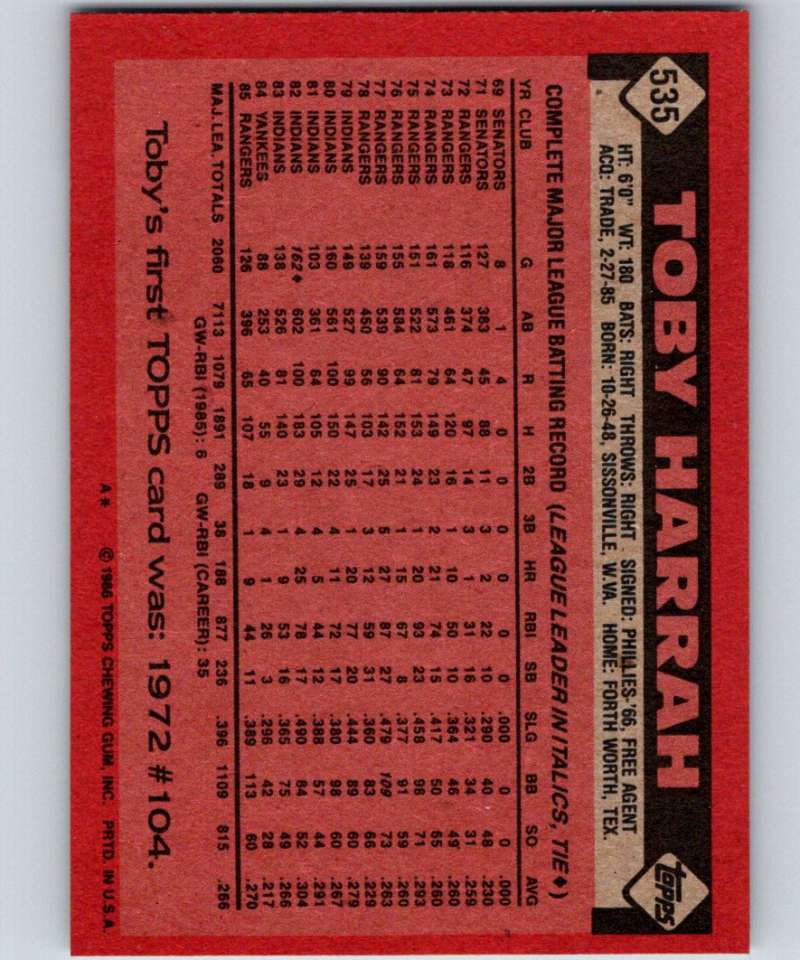 535
TOBY HARRAH
topps
HT: 6'0" WT: 180 BATS: RIGHT THROWS: RIGHT SIGNED: PHILLIES-'66, FREE AGENT
ACQ: TRADE, 2-27-85 BORN: 10-26-48, SISSONVILLE, W.VA. HOME: FORTH WORTH, TEX.
COMPLETE MAJOR LEAGUE BATTING RECORD (LEAGUE LEADER IN ITALICS, TIE♦)
YR CLUB G AB R H 2B 3B HR RBI SB SLG BB SO AVG
69 SENATORS 8 1 4 0 0 0 0 0 0 .000 0 0 .000
71 SENATORS 127 383 45 88 11 3 2 22 10 .290 40 48 .230
72 RANGERS 116 374 47 97 14 3 1 31 16 .321 34 31 .259
73 RANGERS 118 461 64 120 16 1 10 50 10 .364 46 49 .260
74 RANGERS 161 573 79 149 23 2 21 74 15 .417 50 65 .260
75 RANGERS 151 522 81 153 24 1 20 93 23 .458 98 71 .293
76 RANGERS 155 584 64 152 21 1 15 67 8 .377 91 59 .260
77 RANGERS 159 539 90 142 25 5 27 87 27 .479 109 73 .263
78 RANGERS 139 450 56 103 17 3 12 59 31 .360 83 66 .229
79 INDIANS 149 527 99 147 25 1 20 77 20 .444 89 60 .279
80 INDIANS 160 561 100 150 22 4 11 72 17 .380 98 60 .267
81 INDIANS 103 361 64 105 12 4 5 44 12 .388 57 44 .291
82 INDIANS 162♦ 602 100 183 29 4 25 78 17 .490 84 52 .304
83 INDIANS 138 526 81 140 23 1 9 53 16 .365 75 49 .266
84 YANKEES 88 253 40 55 9 4 1 26 3 .296 42 28 .217
85 RANGERS 126 396 65 107 18 1 9 44 11 .389 113 60 .270
MAJ. LEA. TOTALS 2060 7113 1079 1891 289 38 188 877 236 .396 1109 815 .266
GW-RBI (1985): 6 GW-RBI (CAREER): 35
Toby's first TOPPS card was: 1972 #104.
A* © 1986 TOPPS CHEWING GUM, INC. PRTD. IN U.S.A.